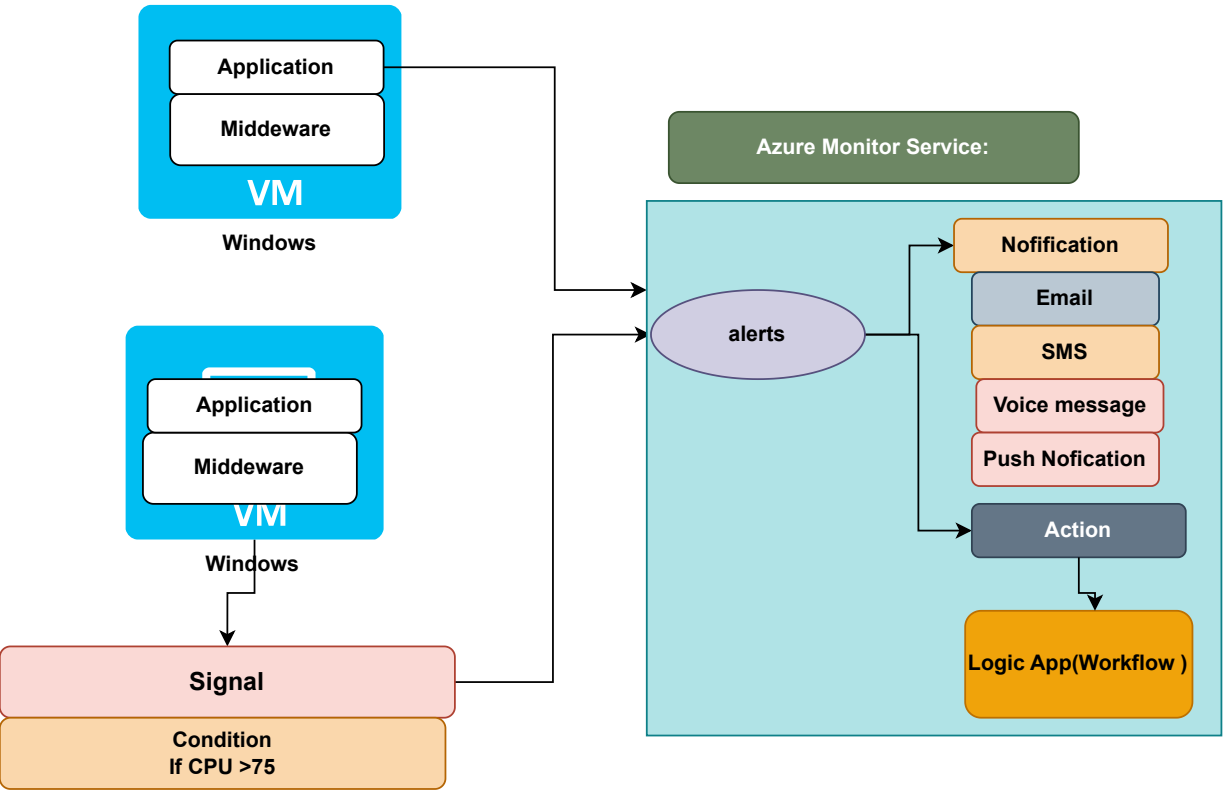 Application
Middeware
VM
Windows
Application
Middeware
VM
Windows
Signal
Condition
If CPU >75
Azure Monitor Service:
alerts
Nofification
Email
SMS
Voice message
Push Nofication
Action
Logic App(Workflow )